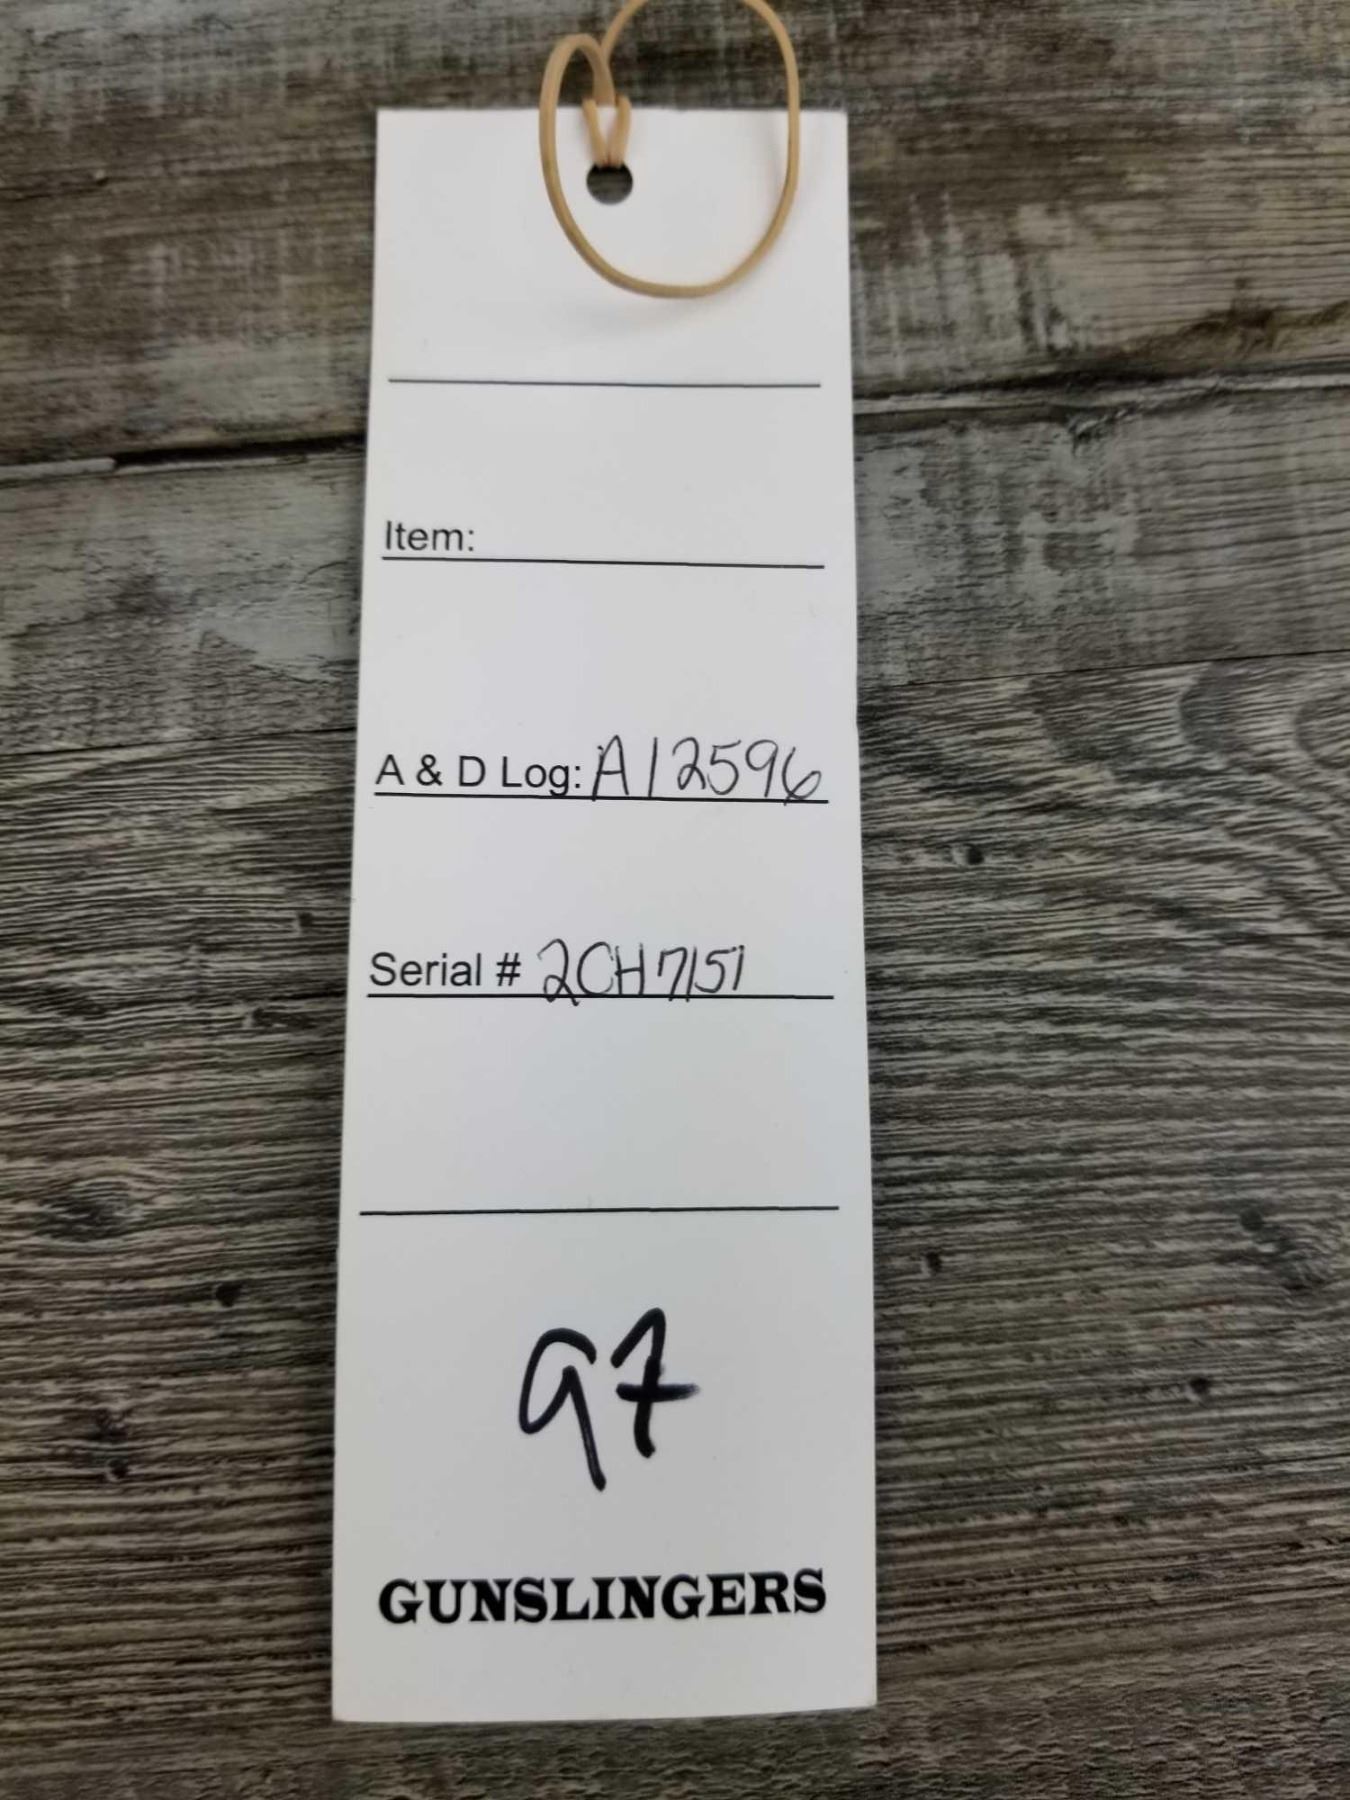 Item:
A & D Log: A12596
Serial # 2CH7151
97
GUNSLINGERS